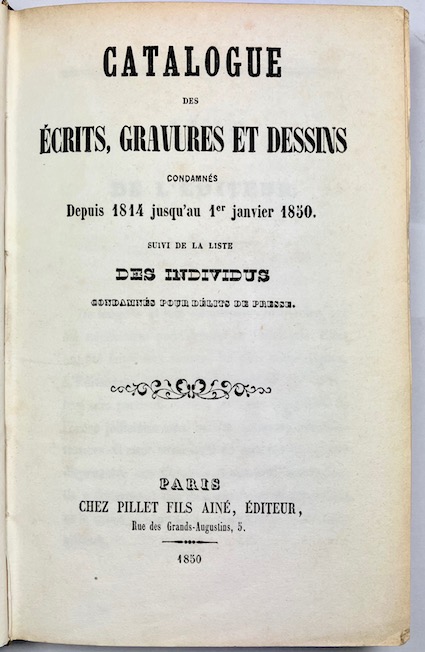 CATALOGUE
DES
ÉCRITS, GRAVURES ET DESSINS
CONDAMNÉS
Depuis 1814 jusqu'au 1er janvier 1850.
SUIVI DE LA LISTE
DES INDIVIDUS
CONDAMNÉS POUR DÉLITS DE PRESSE.
PARIS
CHEZ PILLET FILS AINÉ, ÉDITEUR,
Rue des Grands-Augustins, 5.
1850